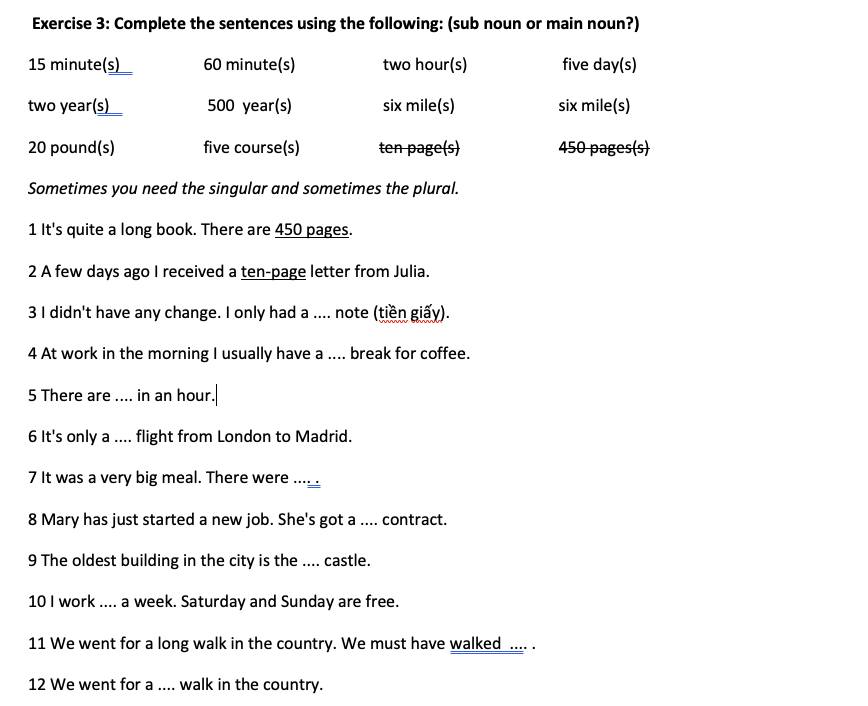 Exercise 3: Complete the sentences using the following: (sub noun or main noun?)
15 minute(s) 60 minute(s) two hour(s) five day(s)
two year(s) 500 year(s) six mile(s) six mile(s)
20 pound(s) five course(s) ten page(s) 450 pages(s)
Sometimes you need the singular and sometimes the plural.
1 It's quite a long book. There are 450 pages.
2 A few days ago I received a ten-page letter from Julia.
3 I didn't have any change. I only had a .... note (tiền giấy).
4 At work in the morning I usually have a .... break for coffee.
5 There are .... in an hour.
6 It's only a .... flight from London to Madrid.
7 It was a very big meal. There were .... .
8 Mary has just started a new job. She's got a .... contract.
9 The oldest building in the city is the .... castle.
10 I work .... a week. Saturday and Sunday are free.
11 We went for a long walk in the country. We must have walked .... .
12 We went for a .... walk in the country.